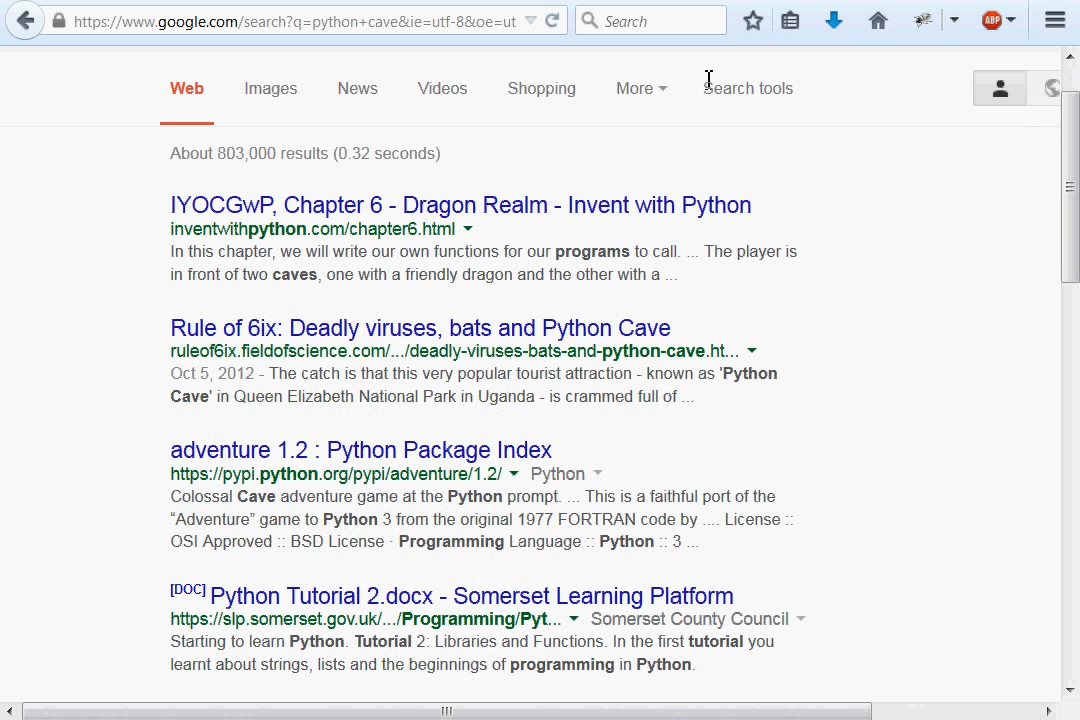 https://www.google.com/search?q=python+cave&ie=utf-8&oe=ut
Search
ABP
Web Images News Videos Shopping More Search tools
About 803,000 results (0.32 seconds)
IYOCGwP, Chapter 6 - Dragon Realm - Invent with Python
inventwithpython.com/chapter6.html
In this chapter, we will write our own functions for our programs to call. ... The player is
in front of two caves, one with a friendly dragon and the other with a ...
Rule of 6ix: Deadly viruses, bats and Python Cave
ruleof6ix.fieldofscience.com/.../deadly-viruses-bats-and-python-cave.ht...
Oct 5, 2012 - The catch is that this very popular tourist attraction - known as 'Python
Cave' in Queen Elizabeth National Park in Uganda - is crammed full of ...
adventure 1.2 : Python Package Index
https://pypi.python.org/pypi/adventure/1.2/ Python
Colossal Cave adventure game at the Python prompt. ... This is a faithful port of the
“Adventure” game to Python 3 from the original 1977 FORTRAN code by .... License ::
OSI Approved :: BSD License · Programming Language :: Python :: 3 ...
[DOC] Python Tutorial 2.docx - Somerset Learning Platform
https://slp.somerset.gov.uk/.../Programming/Pyt... Somerset County Council
Starting to learn Python. Tutorial 2: Libraries and Functions. In the first tutorial you
learnt about strings, lists and the beginnings of programming in Python.